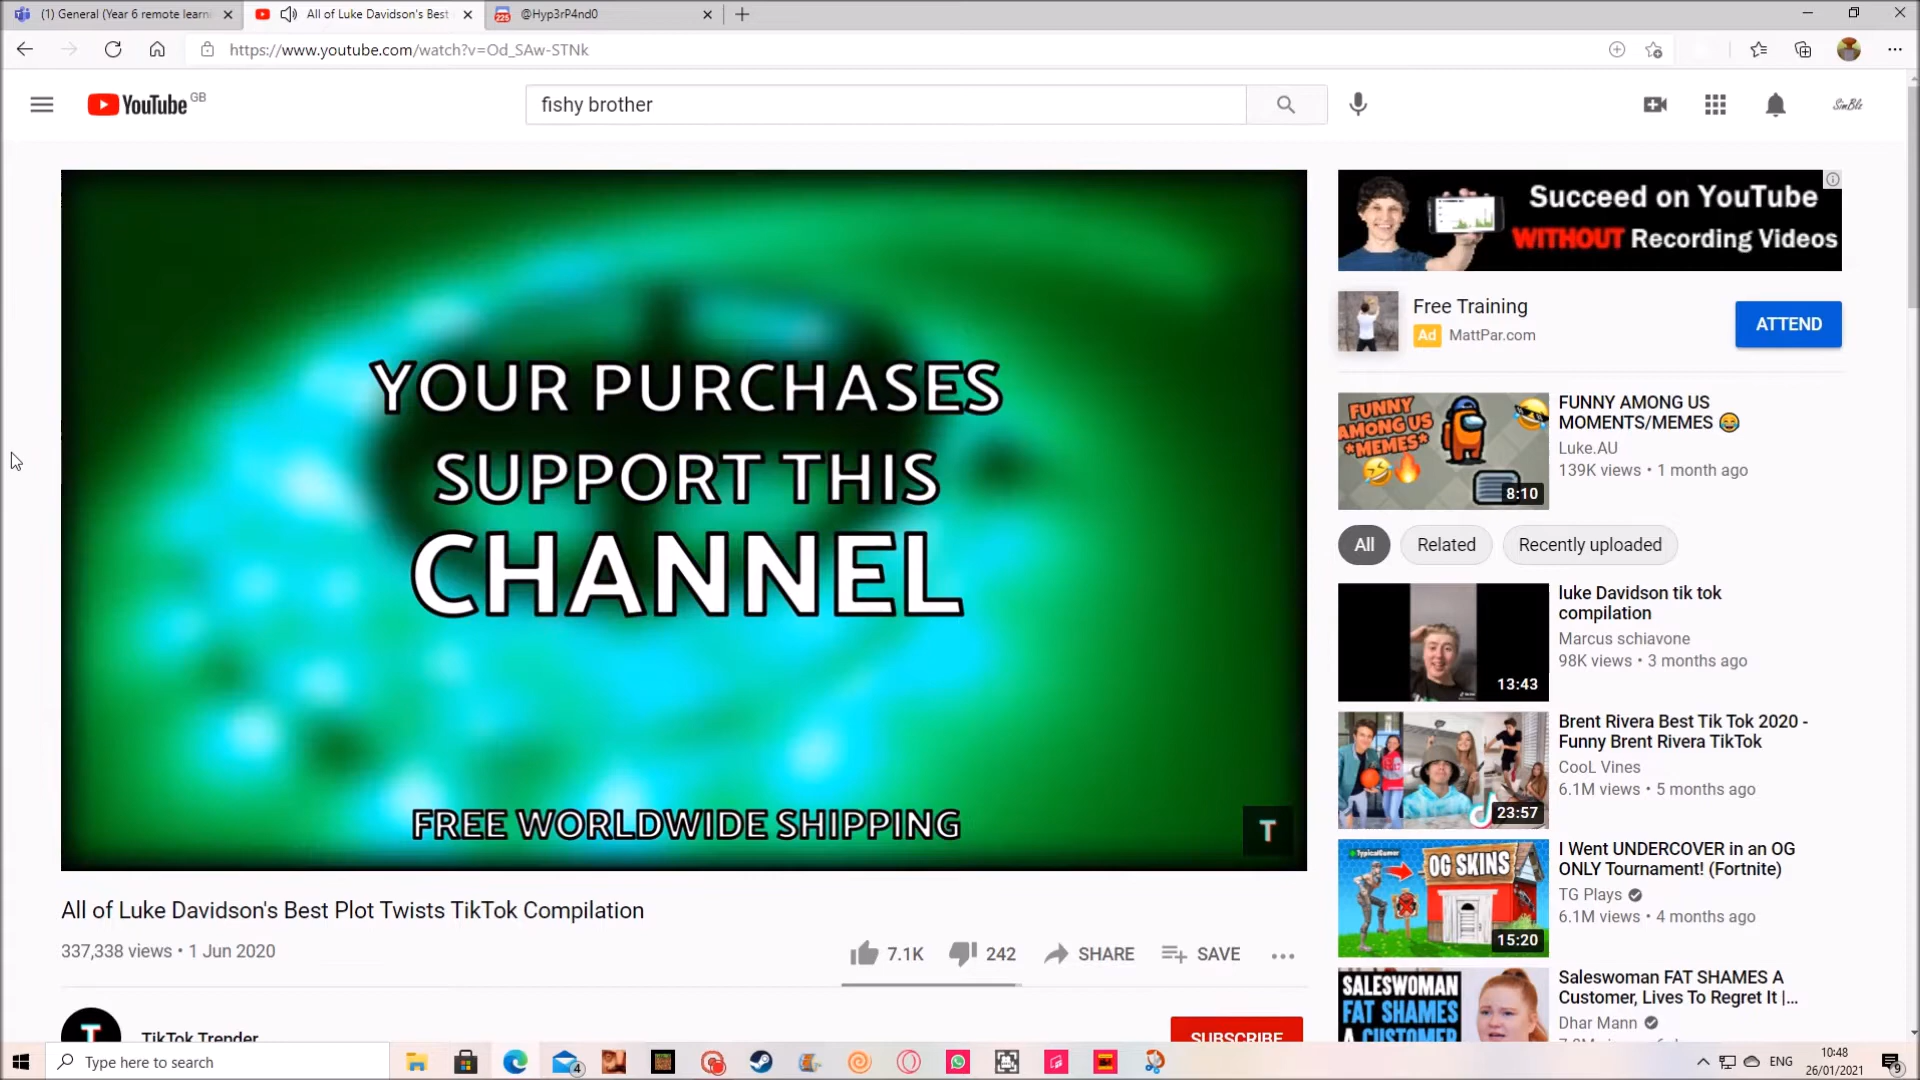 (1) General (Year 6 remote learni
All of Luke Davidson's Best
@Hyp3rP4nd0
https://www.youtube.com/watch?v=Od_SAw-STNk
YouTube GB
fishy brother
SimBlz
YOUR PURCHASES
SUPPORT THIS
CHANNEL
FREE WORLDWIDE SHIPPING
T
All of Luke Davidson's Best Plot Twists TikTok Compilation
337,338 views • 1 Jun 2020
7.1K
242
SHARE
SAVE
TikTok Trender
SUBSCRIBE
Succeed on YouTube
WITHOUT Recording Videos
Free Training
Ad MattPar.com
ATTEND
FUNNY
AMONG US
*MEMES*
8:10
FUNNY AMONG US
MOMENTS/MEMES
Luke.AU
139K views • 1 month ago
All
Related
Recently uploaded
13:43
luke Davidson tik tok
compilation
Marcus schiavone
98K views • 3 months ago
23:57
Brent Rivera Best Tik Tok 2020 -
Funny Brent Rivera TikTok
CooL Vines
6.1M views • 5 months ago
TypicalGamer
OG SKINS
15:20
I Went UNDERCOVER in an OG
ONLY Tournament! (Fortnite)
TG Plays
6.1M views • 4 months ago
SALESWOMAN
FAT SHAMES
A CUSTOMER
Saleswoman FAT SHAMES A
Customer, Lives To Regret It |...
Dhar Mann
Type here to search
4
ENG
10:48
26/01/2021
9